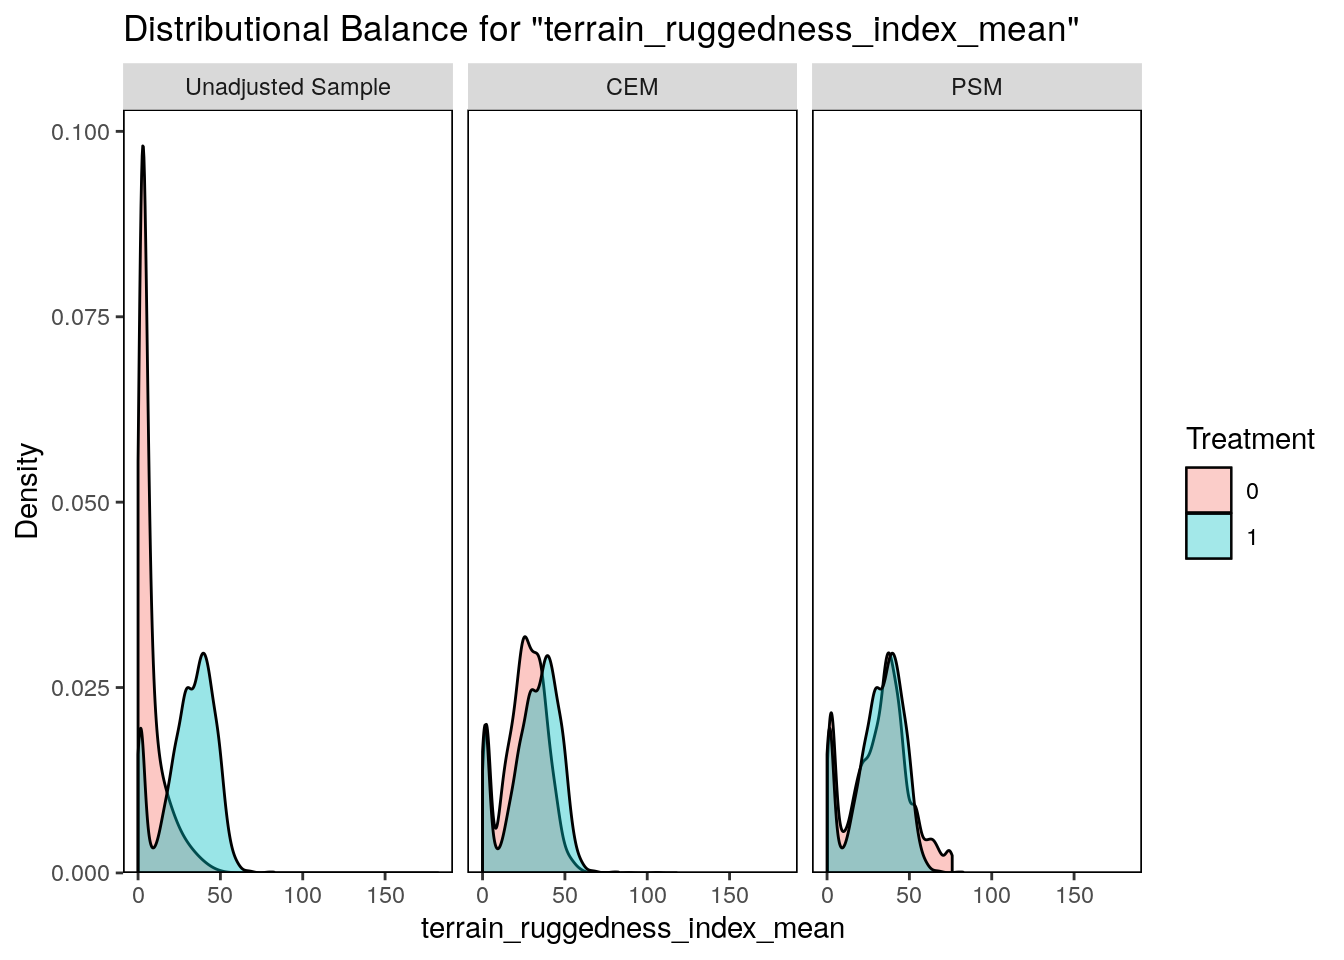 Distributional Balance for "terrain_ruggedness_index_mean"
Unadjusted Sample
CEM
PSM
0.100
0.075
0.050
0.025
0.000
Density
0 50 100 150
0 50 100 150
0 50 100 150
terrain_ruggedness_index_mean
Treatment
0
1